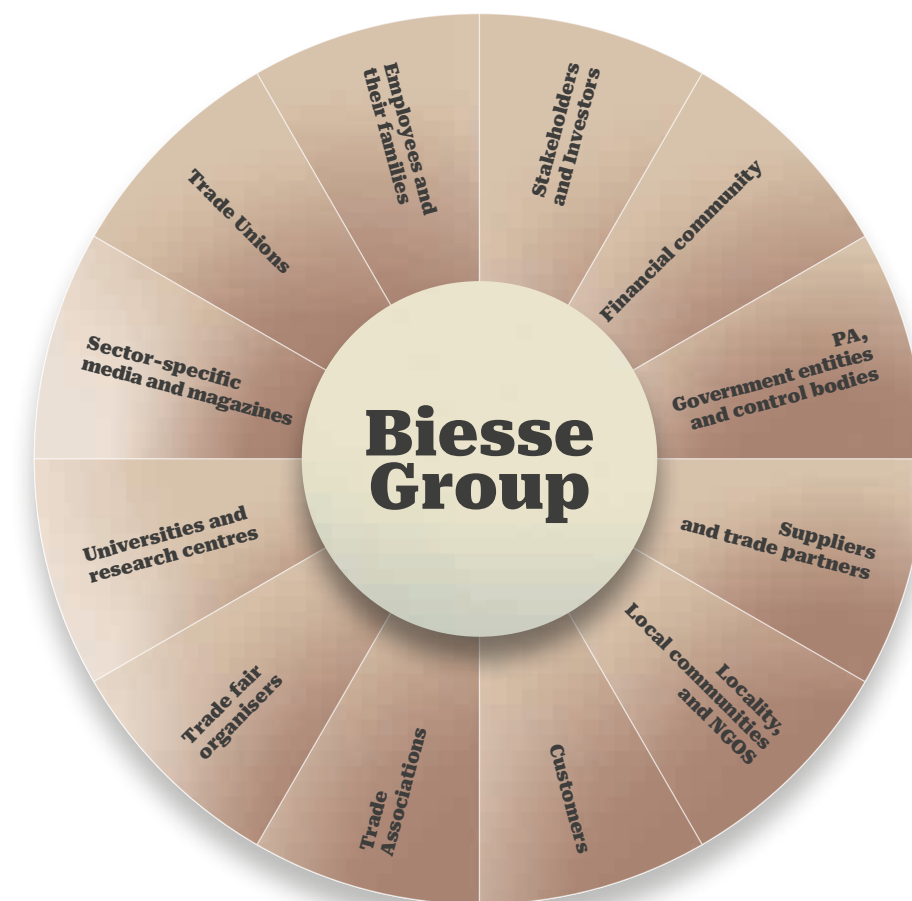 Biesse
Group
Stakeholders
and Investors
Financial community
PA,
Government entities
and control bodies
Suppliers
and trade partners
Locality,
Local communities
and NGOS
Customers
Trade
Associations
Trade fair
organisers
Universities and
research centres
Sector-specific
media and magazines
Trade Unions
Employees and
their families